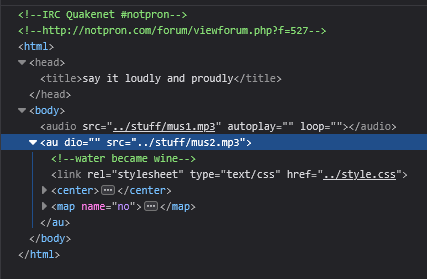 <!--IRC Quakenet #notpron-->
<!--http://notpron.com/forum/viewforum.php?f=527-->
<html>
<head>
<title>say it loudly and proudly</title>
</head>
<body>
<audio src="../stuff/mus1.mp3" autoplay="" loop=""></audio>
<au dio="" src="../stuff/mus2.mp3">
<!--water became wine-->
<link rel="stylesheet" type="text/css" href="../style.css">
<center>···</center>
<map name="no">···</map>
</au>
</body>
</html>